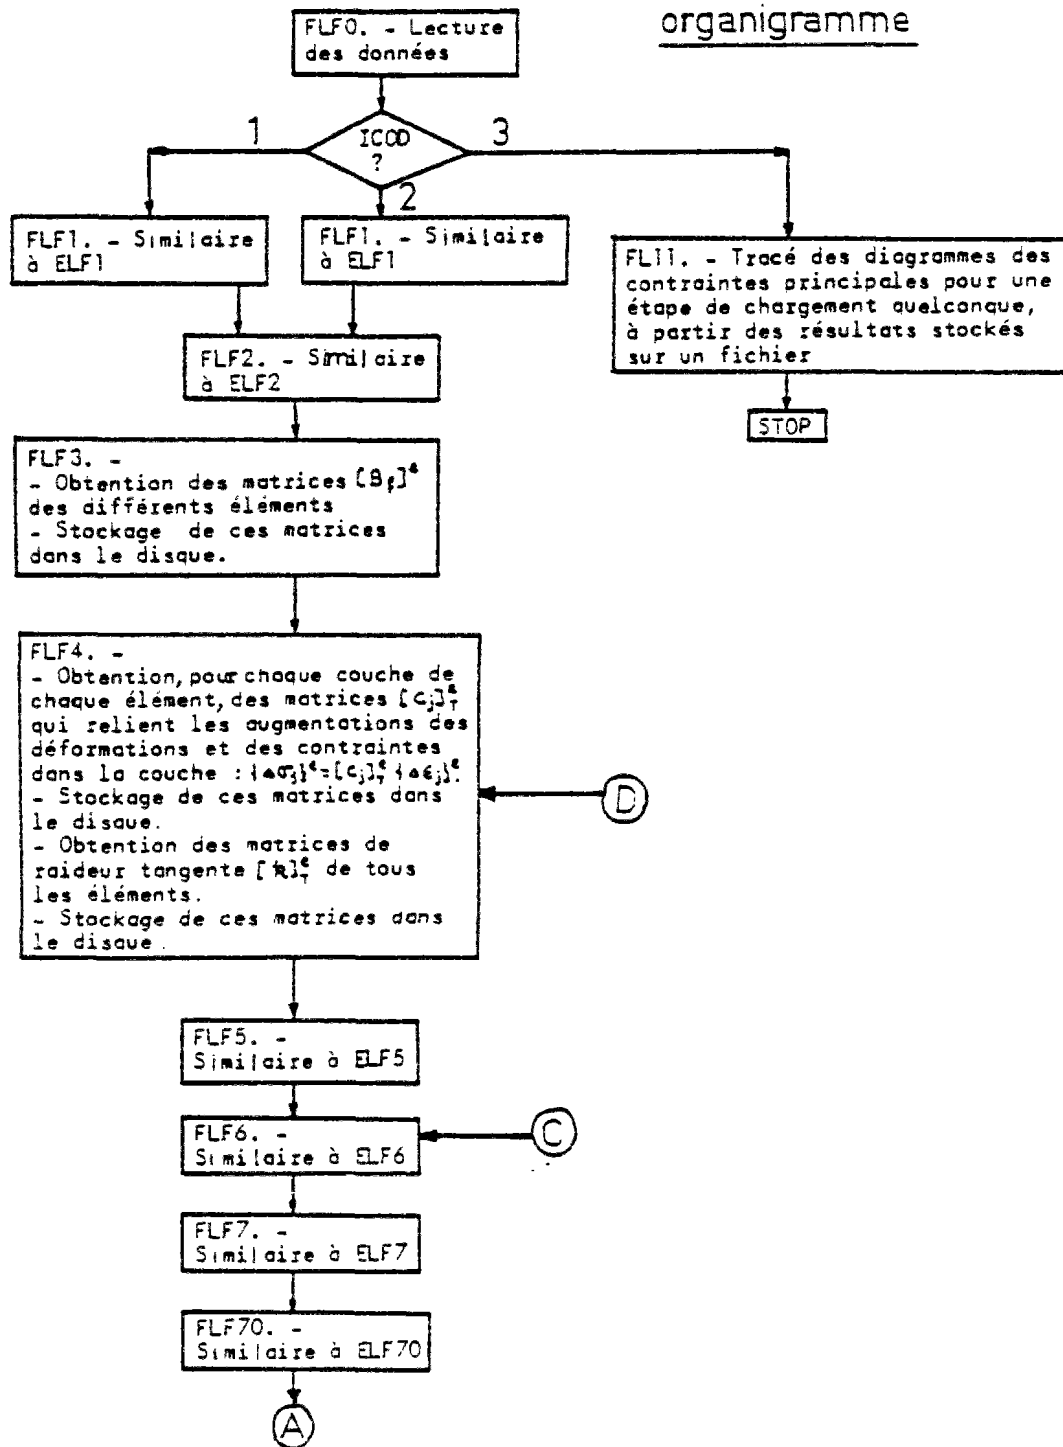 organigramme
FLF0. - Lecture
des données
ICOD
?
1
2
3
FLF1. - Similaire
à ELF1
FLF1. - Similaire
à ELF1
FL11. - Tracé des diagrammes des
contraintes principales pour une
étape de chargement quelconque,
à partir des résultats stockés
sur un fichier
STOP
FLF2. - Similaire
à ELF2
FLF3. -
- Obtention des matrices [B_f]^e
des différents éléments
- Stockage de ces matrices
dans le disque.
FLF4. -
- Obtention, pour chaque couche de
chaque élément, des matrices [C_j]_T^e
qui relient les augmentations des
déformations et des contraintes
dans la couche : {Δσ_j}^e=[C_j]_T^e {Δε_j}^e.
- Stockage de ces matrices dans
le disque.
- Obtention des matrices de
raideur tangente [k]_T^e de tous
les éléments.
- Stockage de ces matrices dans
le disque.
D
FLF5. -
Similaire à ELF5
FLF6. -
Similaire à ELF6
C
FLF7. -
Similaire à ELF7
FLF70. -
Similaire à ELF70
A